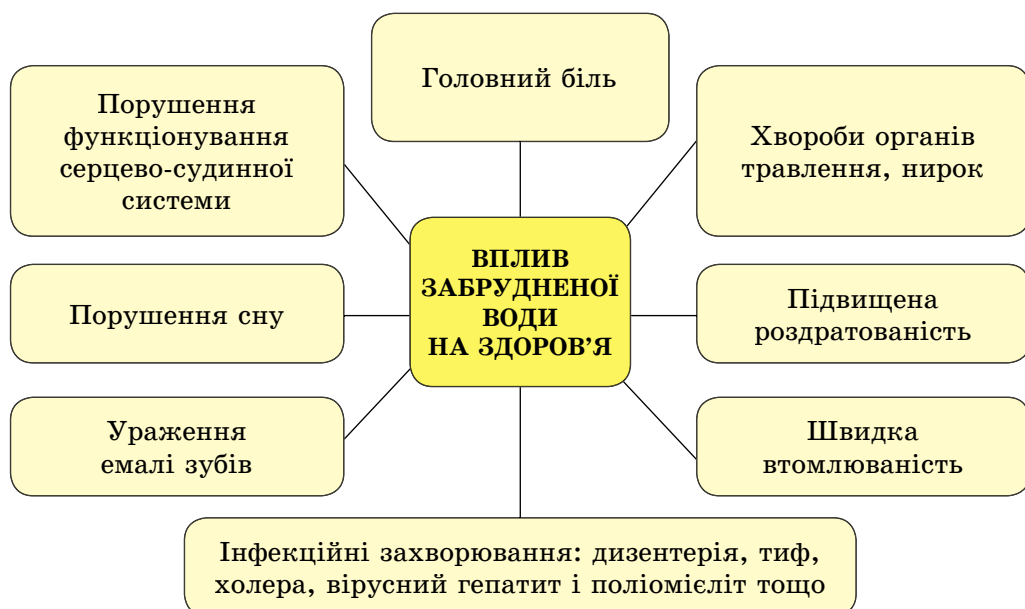 Головний біль
Порушення
функціонування
серцево-судинної
системи
Хвороби органів
травлення, нирок
ВПЛИВ
ЗАБРУДНЕНОЇ
ВОДИ
НА ЗДОРОВ’Я
Порушення сну
Підвищена
роздратованість
Ураження
емалі зубів
Швидка
втомлюваність
Інфекційні захворювання: дизентерія, тиф,
холера, вірусний гепатит і поліомієліт тощо